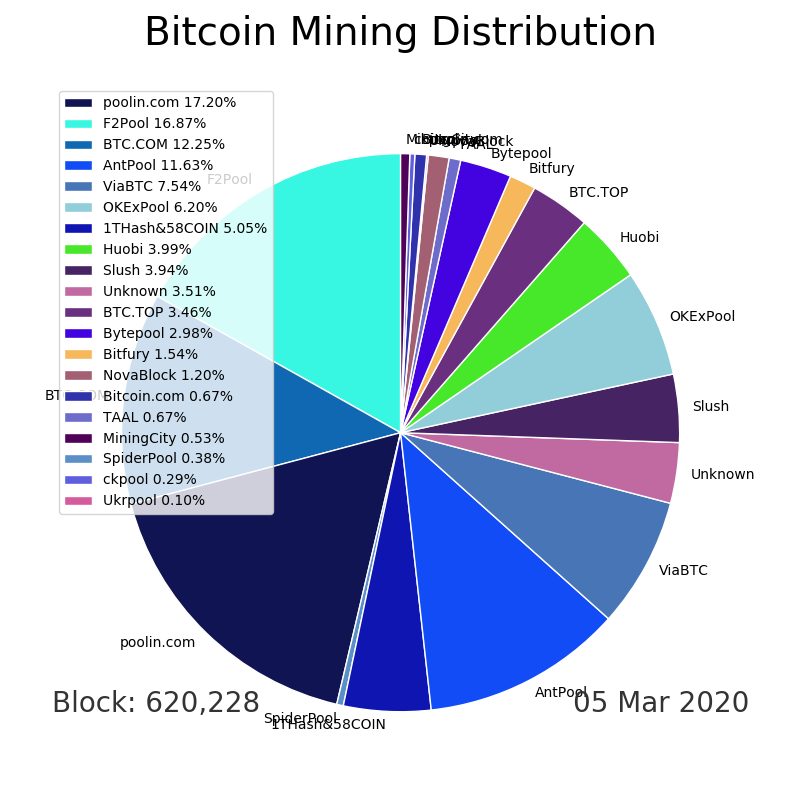 Bitcoin Mining Distribution
poolin.com 17.20%
F2Pool 16.87%
BTC.COM 12.25%
AntPool 11.63%
ViaBTC 7.54%
OKExPool 6.20%
1THash&58COIN 5.05%
Huobi 3.99%
Slush 3.94%
Unknown 3.51%
BTC.TOP 3.46%
Bytepool 2.98%
Bitfury 1.54%
NovaBlock 1.20%
Bitcoin.com 0.67%
TAAL 0.67%
MiningCity 0.53%
SpiderPool 0.38%
ckpool 0.29%
Ukrpool 0.10%
F2Pool
Bytepool
Bitfury
BTC.TOP
Huobi
OKExPool
Slush
Unknown
ViaBTC
AntPool
1THash&58COIN
SpiderPool
poolin.com
Block: 620,228
05 Mar 2020